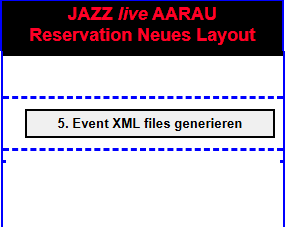 JAZZ live AARAU
Reservation Neues Layout
5. Event XML files generieren